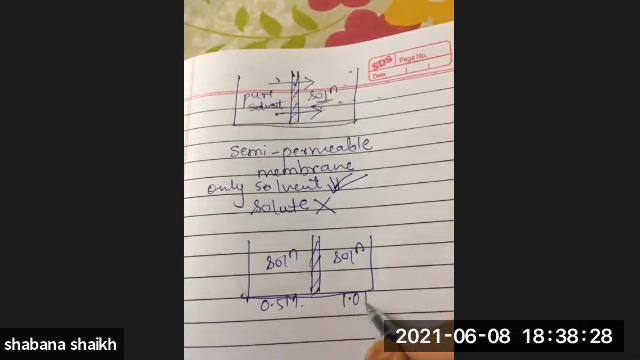 SDS Page No.
Date / /
pure solⁿ
solvent
semi-permeable
membrane
only solvent ✓✓
solute ✗
solⁿ solⁿ
0.5M. 1.0
shabana shaikh
2021-06-08 18:38:28